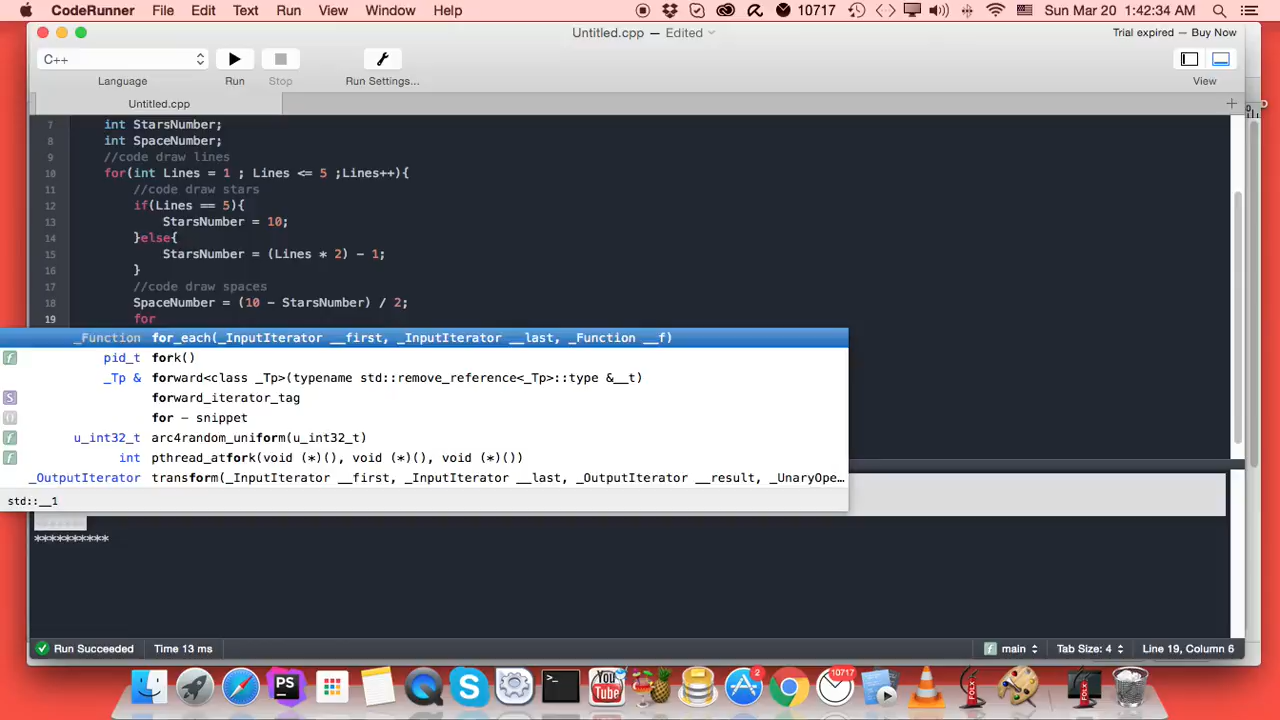 CodeRunner File Edit Text Run View Window Help 10717 Sun Mar 20 1:42:34 AM
Untitled.cpp — Edited Trial expired — Buy Now
C++
Language Run Stop Run Settings... View
Untitled.cpp +
7 int StarsNumber;
8 int SpaceNumber;
9 //code draw lines
10 for(int Lines = 1 ; Lines <= 5 ;Lines++){
11 //code draw stars
12 if(Lines == 5){
13 StarsNumber = 10;
14 }else{
15 StarsNumber = (Lines * 2) - 1;
16 }
17 //code draw spaces
18 SpaceNumber = (10 - StarsNumber) / 2;
19 for
_Function for_each(_InputIterator __first, _InputIterator __last, _Function __f)
f pid_t fork()
_Tp & forward<class _Tp>(typename std::remove_reference<_Tp>::type &__t)
S forward_iterator_tag
() for – snippet
f u_int32_t arc4random_uniform(u_int32_t)
f int pthread_atfork(void (*)(), void (*)(), void (*)())
_OutputIterator transform(_InputIterator __first, _InputIterator __last, _OutputIterator __result, _UnaryOpe…
std::__1
**********
Run Succeeded Time 13 ms f main Tab Size: 4 Line 19, Column 6
PS You Tube 2 10717